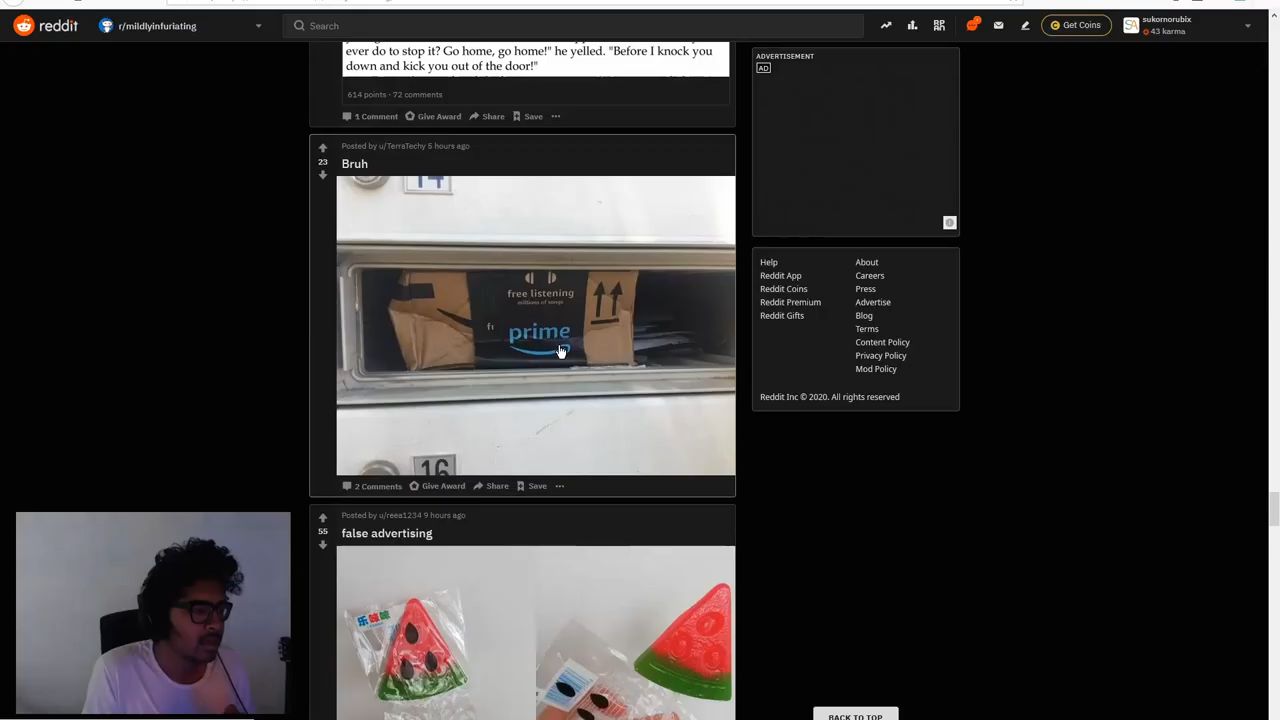 reddit
r/mildlyinfuriating
Search
Get Coins
sukornorubix
43 karma
ever do to stop it? Go home, go home!" he yelled. "Before I knock you
down and kick you out of the door!"
614 points · 72 comments
1 Comment
Give Award
Share
Save
ADVERTISEMENT
AD
Posted by u/TerraTechy 5 hours ago
23
Bruh
free listening
millions of songs
prime
16
2 Comments
Give Award
Share
Save
Help
About
Reddit App
Careers
Reddit Coins
Press
Reddit Premium
Advertise
Reddit Gifts
Blog
Terms
Content Policy
Privacy Policy
Mod Policy
Reddit Inc © 2020. All rights reserved
Posted by u/reea1234 9 hours ago
55
false advertising
BACK TO TOP